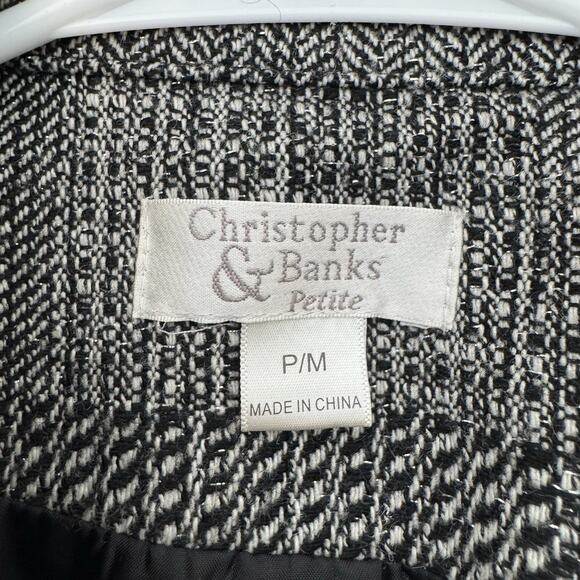 Christopher
& Banks
Petite
P/M
MADE IN CHINA